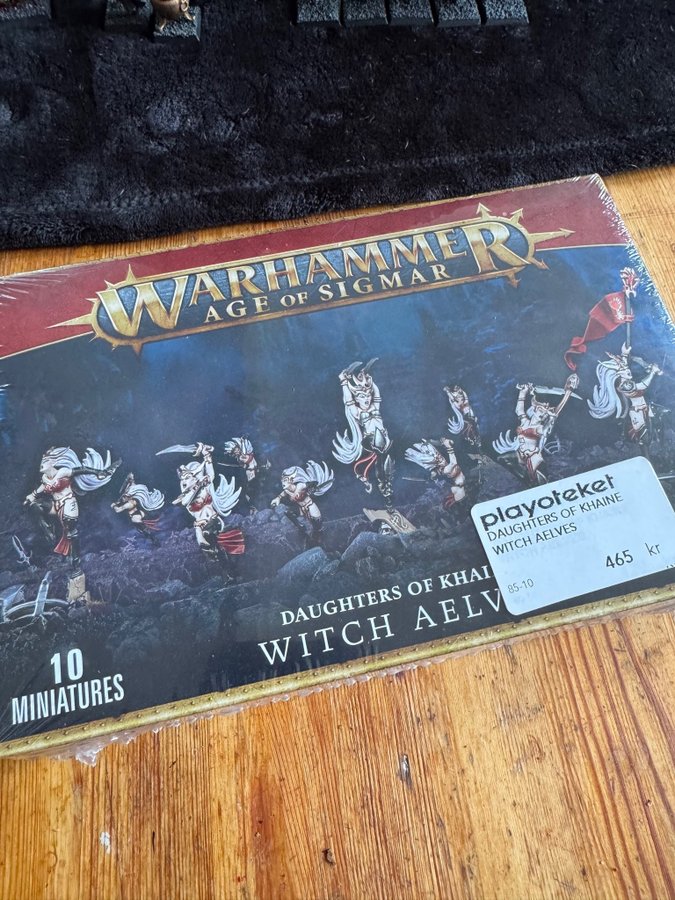 WARHAMMER
AGE OF SIGMAR
playoteket
DAUGHTERS OF KHAINE
WITCH AELVES
465 kr
85-10
DAUGHTERS OF KHAI
WITCH AELV
10
MINIATURES